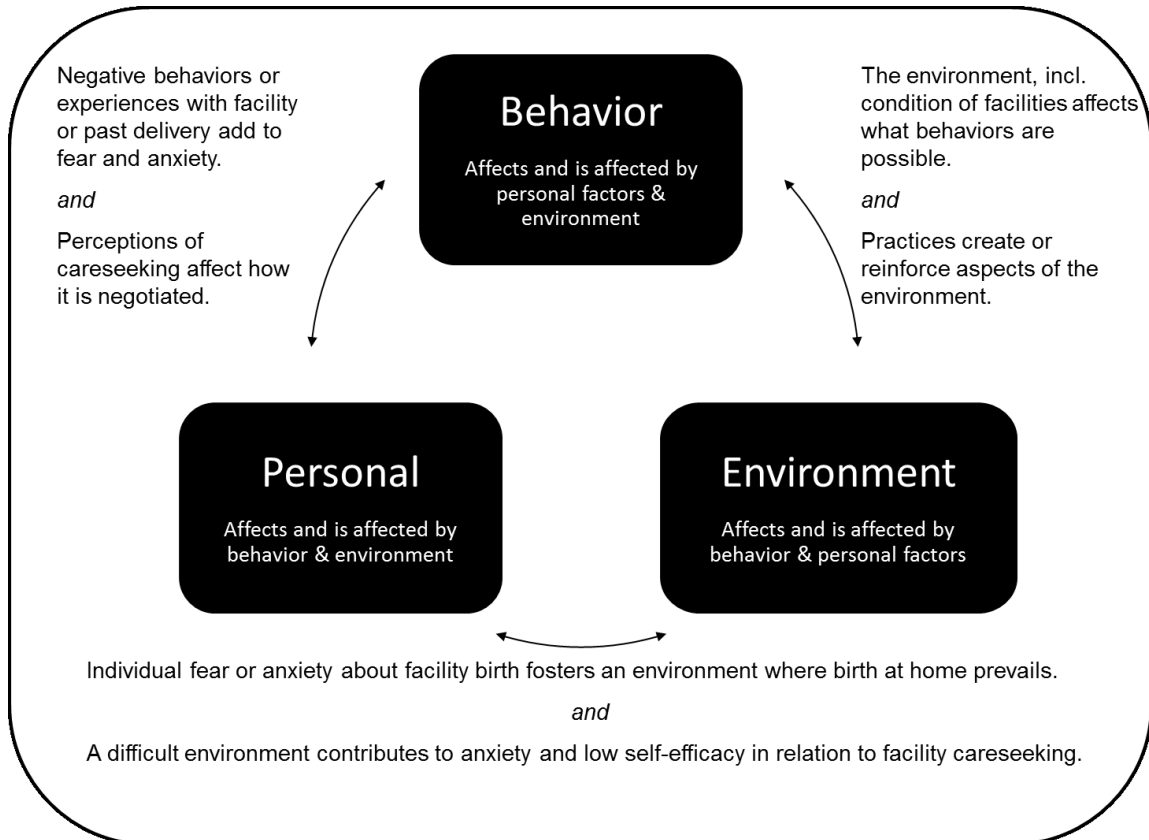 Negative behaviors or
experiences with facility
or past delivery add to
fear and anxiety.
and
Perceptions of
careseeking affect how
it is negotiated.
Behavior
Affects and is affected by
personal factors &
environment
The environment, incl.
condition of facilities affects
what behaviors are
possible.
and
Practices create or
reinforce aspects of the
environment.
Personal
Affects and is affected by
behavior & environment
Environment
Affects and is affected by
behavior & personal factors
Individual fear or anxiety about facility birth fosters an environment where birth at home prevails.
and
A difficult environment contributes to anxiety and low self-efficacy in relation to facility careseeking.